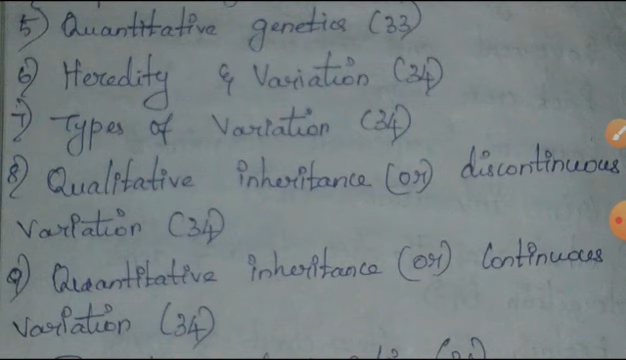 5) Quantitative genetics (33)
6) Heredity & Variation (34)
7) Types of Variation (34)
8) Qualitative inheritance (or) discontinuous
variation (34)
9) Quantitative inheritance (or) Continuous
variation (34)